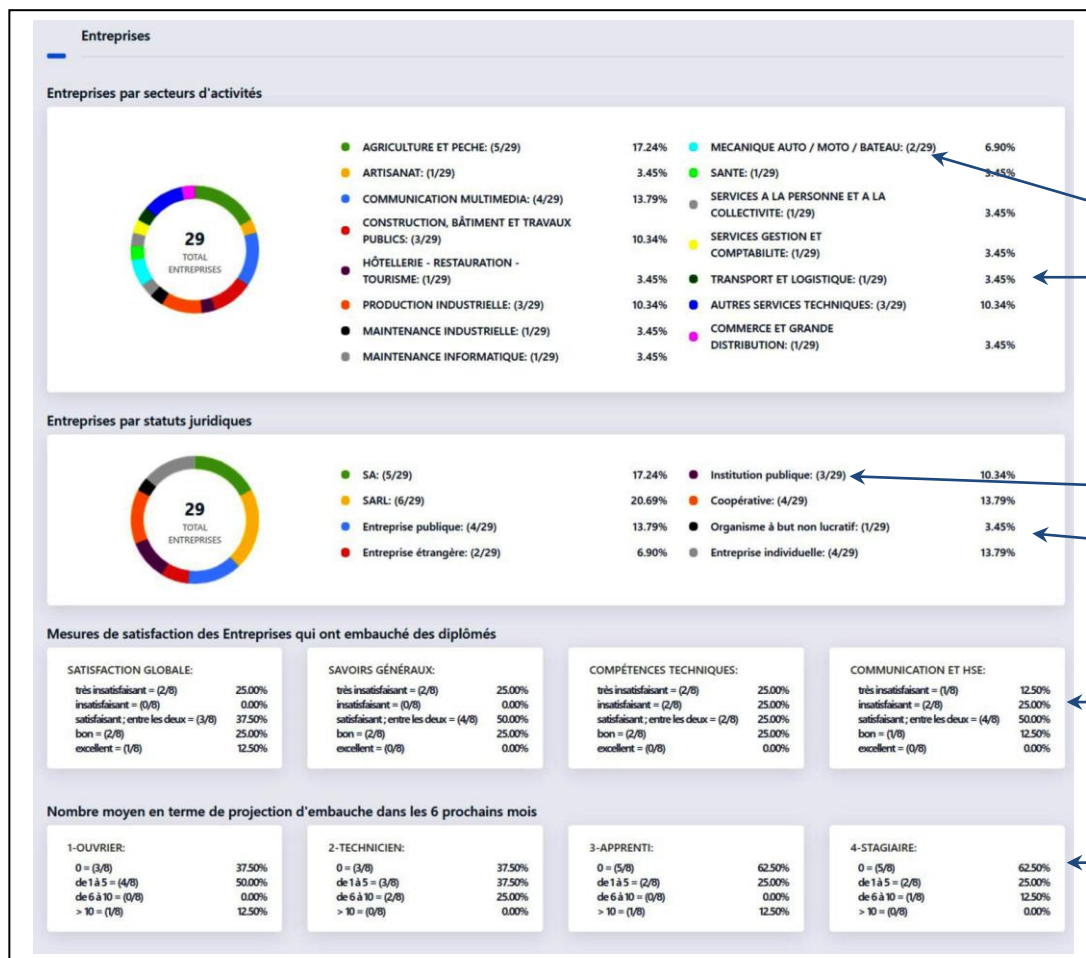 Entreprises
Entreprises par secteurs d'activités
29
TOTAL
ENTREPRISES
AGRICULTURE ET PECHE: (5/29) 17.24%
ARTISANAT: (1/29) 3.45%
COMMUNICATION MULTIMEDIA: (4/29) 13.79%
CONSTRUCTION, BÂTIMENT ET TRAVAUX
PUBLICS: (3/29) 10.34%
HÔTELLERIE - RESTAURATION -
TOURISME: (1/29) 3.45%
PRODUCTION INDUSTRIELLE: (3/29) 10.34%
MAINTENANCE INDUSTRIELLE: (1/29) 3.45%
MAINTENANCE INFORMATIQUE: (1/29) 3.45%
MECANIQUE AUTO / MOTO / BATEAU: (2/29) 6.90%
SANTE: (1/29) 3.45%
SERVICES A LA PERSONNE ET A LA
COLLECTIVITE: (1/29) 3.45%
SERVICES GESTION ET
COMPTABILITE: (1/29) 3.45%
TRANSPORT ET LOGISTIQUE: (1/29) 3.45%
AUTRES SERVICES TECHNIQUES: (3/29) 10.34%
COMMERCE ET GRANDE
DISTRIBUTION: (1/29) 3.45%
Entreprises par statuts juridiques
29
TOTAL
ENTREPRISES
SA: (5/29) 17.24%
SARL: (6/29) 20.69%
Entreprise publique: (4/29) 13.79%
Entreprise étrangère: (2/29) 6.90%
Institution publique: (3/29) 10.34%
Coopérative: (4/29) 13.79%
Organisme à but non lucratif: (1/29) 3.45%
Entreprise individuelle: (4/29) 13.79%
Mesures de satisfaction des Entreprises qui ont embauché des diplômés
SATISFACTION GLOBALE:
très insatisfaisant = (2/8) 25.00%
insatisfaisant = (0/8) 0.00%
satisfaisant ; entre les deux = (3/8) 37.50%
bon = (2/8) 25.00%
excellent = (1/8) 12.50%
SAVOIRS GÉNÉRAUX:
très insatisfaisant = (2/8) 25.00%
insatisfaisant = (0/8) 0.00%
satisfaisant ; entre les deux = (4/8) 50.00%
bon = (2/8) 25.00%
excellent = (0/8) 0.00%
COMPÉTENCES TECHNIQUES:
très insatisfaisant = (2/8) 25.00%
insatisfaisant = (2/8) 25.00%
satisfaisant ; entre les deux = (2/8) 25.00%
bon = (2/8) 25.00%
excellent = (0/8) 0.00%
COMMUNICATION ET HSE:
très insatisfaisant = (1/8) 12.50%
insatisfaisant = (2/8) 25.00%
satisfaisant ; entre les deux = (4/8) 50.00%
bon = (1/8) 12.50%
excellent = (0/8) 0.00%
Nombre moyen en terme de projection d'embauche dans les 6 prochains mois
1-OUVRIER:
0 = (3/8) 37.50%
de 1 à 5 = (4/8) 50.00%
de 6 à 10 = (0/8) 0.00%
> 10 = (1/8) 12.50%
2-TECHNICIEN:
0 = (3/8) 37.50%
de 1 à 5 = (3/8) 37.50%
de 6 à 10 = (2/8) 25.00%
> 10 = (0/8) 0.00%
3-APPRENTI:
0 = (5/8) 62.50%
de 1 à 5 = (2/8) 25.00%
de 6 à 10 = (0/8) 0.00%
> 10 = (1/8) 12.50%
4-STAGIAIRE:
0 = (5/8) 62.50%
de 1 à 5 = (2/8) 25.00%
de 6 à 10 = (1/8) 12.50%
> 10 = (0/8) 0.00%